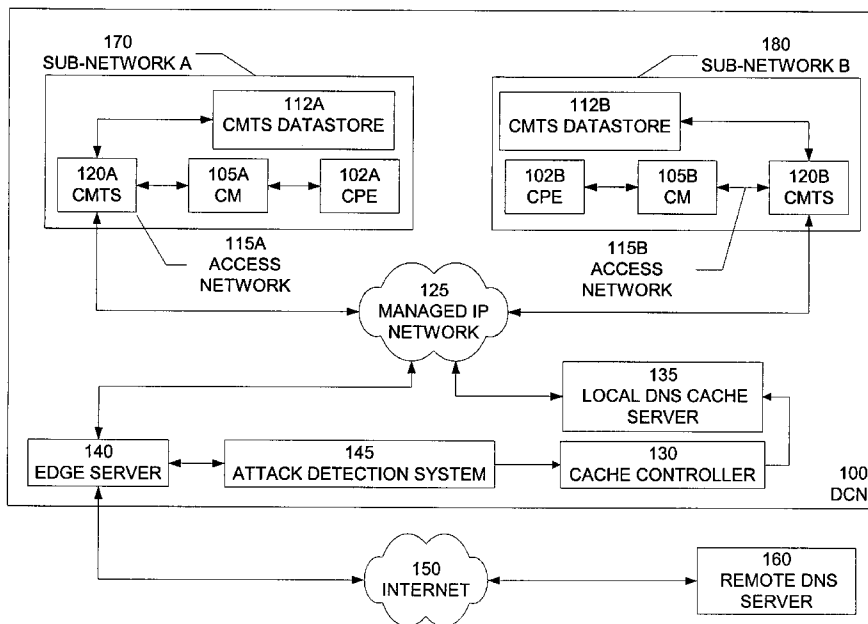 170
SUB-NETWORK A
180
SUB-NETWORK B
112A
CMTS DATASTORE
120A
CMTS
105A
CM
102A
CPE
112B
CMTS DATASTORE
102B
CPE
105B
CM
120B
CMTS
115A
ACCESS
NETWORK
115B
ACCESS
NETWORK
125
MANAGED IP
NETWORK
135
LOCAL DNS CACHE
SERVER
140
EDGE SERVER
145
ATTACK DETECTION SYSTEM
130
CACHE CONTROLLER
100
DCN
150
INTERNET
160
REMOTE DNS
SERVER